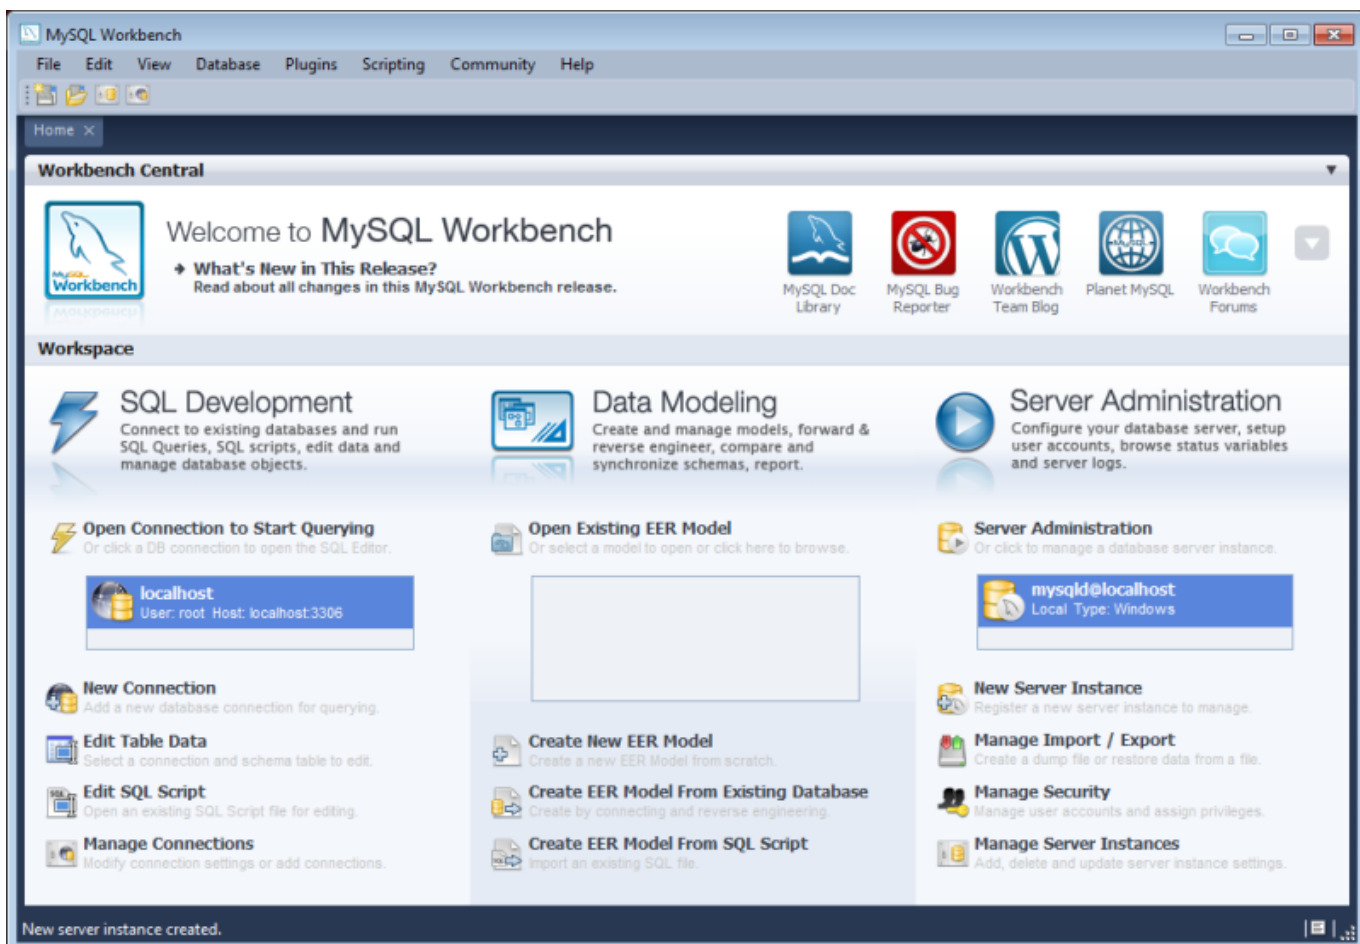 MySQL Workbench
File Edit View Database Plugins Scripting Community Help
Home
Workbench Central
MySQL Workbench
Welcome to MySQL Workbench
What's New in This Release?
Read about all changes in this MySQL Workbench release.
MySQL Doc Library
MySQL Bug Reporter
Workbench Team Blog
MySQL
Planet MySQL
Workbench Forums
Workspace
SQL Development
Connect to existing databases and run
SQL Queries, SQL scripts, edit data and
manage database objects.
Data Modeling
Create and manage models, forward &
reverse engineer, compare and
synchronize schemas, report.
Server Administration
Configure your database server, setup
user accounts, browse status variables
and server logs.
Open Connection to Start Querying
Or click a DB connection to open the SQL Editor.
localhost
User: root Host: localhost:3306
New Connection
Add a new database connection for querying.
Edit Table Data
Select a connection and schema table to edit.
Edit SQL Script
Open an existing SQL Script file for editing.
Manage Connections
Modify connection settings or add connections.
Open Existing EER Model
Or select a model to open or click here to browse.
Create New EER Model
Create a new EER Model from scratch.
Create EER Model From Existing Database
Create by connecting and reverse engineering.
Create EER Model From SQL Script
Import an existing SQL file.
Server Administration
Or click to manage a database server instance.
mysqld@localhost
Local Type: Windows
New Server Instance
Register a new server instance to manage.
Manage Import / Export
Create a dump file or restore data from a file.
Manage Security
Manage user accounts and assign privileges.
Manage Server Instances
Add, delete and update server instance settings.
New server instance created.